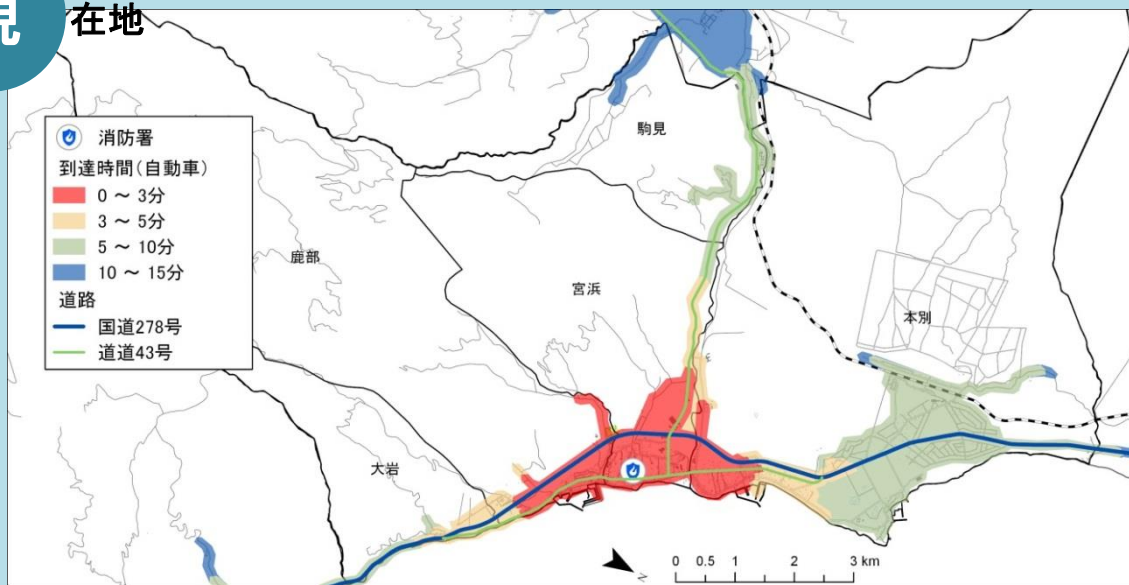 見
在地
消防署
到達時間(自動車)
0 ～ 3分
3 ～ 5分
5 ～ 10分
10 ～ 15分
道路
国道278号
道道43号
駒見
鹿部
宮浜
本別
大岩
N
0 0.5 1 2 3 km